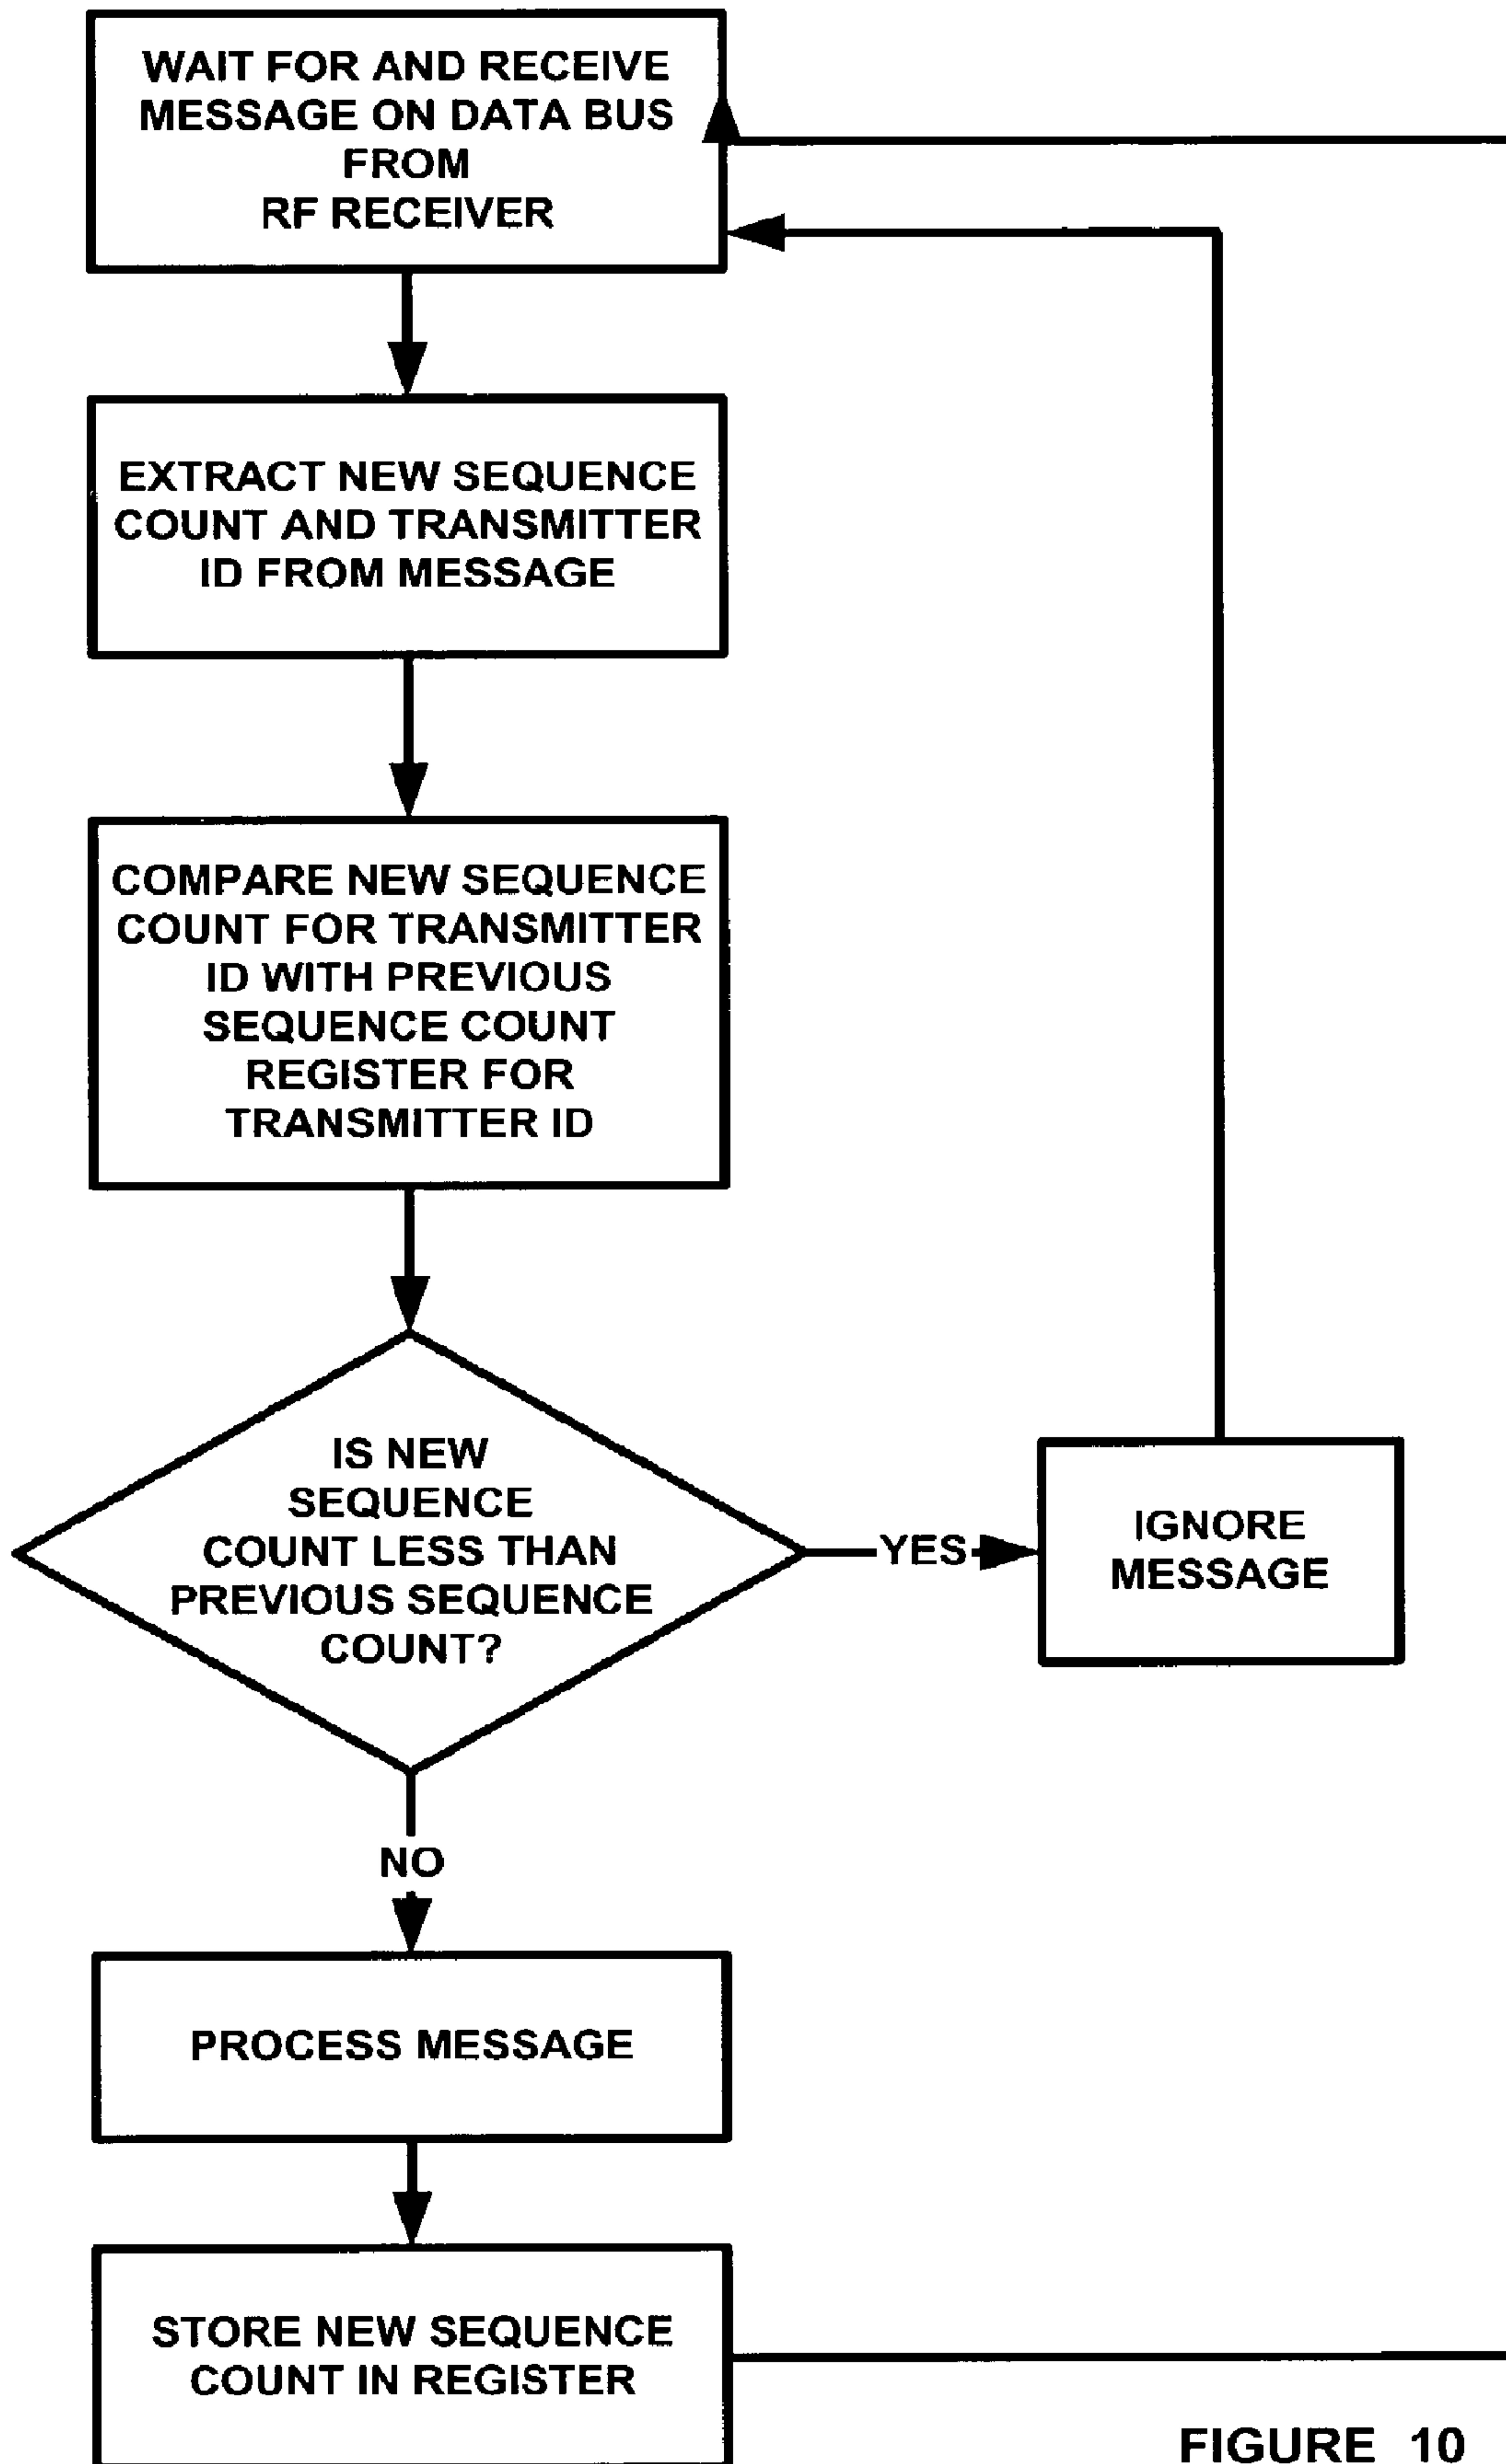 WAIT FOR AND RECEIVE
MESSAGE ON DATA BUS
FROM
RF RECEIVER
EXTRACT NEW SEQUENCE
COUNT AND TRANSMITTER
ID FROM MESSAGE
COMPARE NEW SEQUENCE
COUNT FOR TRANSMITTER
ID WITH PREVIOUS
SEQUENCE COUNT
REGISTER FOR
TRANSMITTER ID
IS NEW
SEQUENCE
COUNT LESS THAN
PREVIOUS SEQUENCE
COUNT?
YES
IGNORE
MESSAGE
NO
PROCESS MESSAGE
STORE NEW SEQUENCE
COUNT IN REGISTER
FIGURE 10